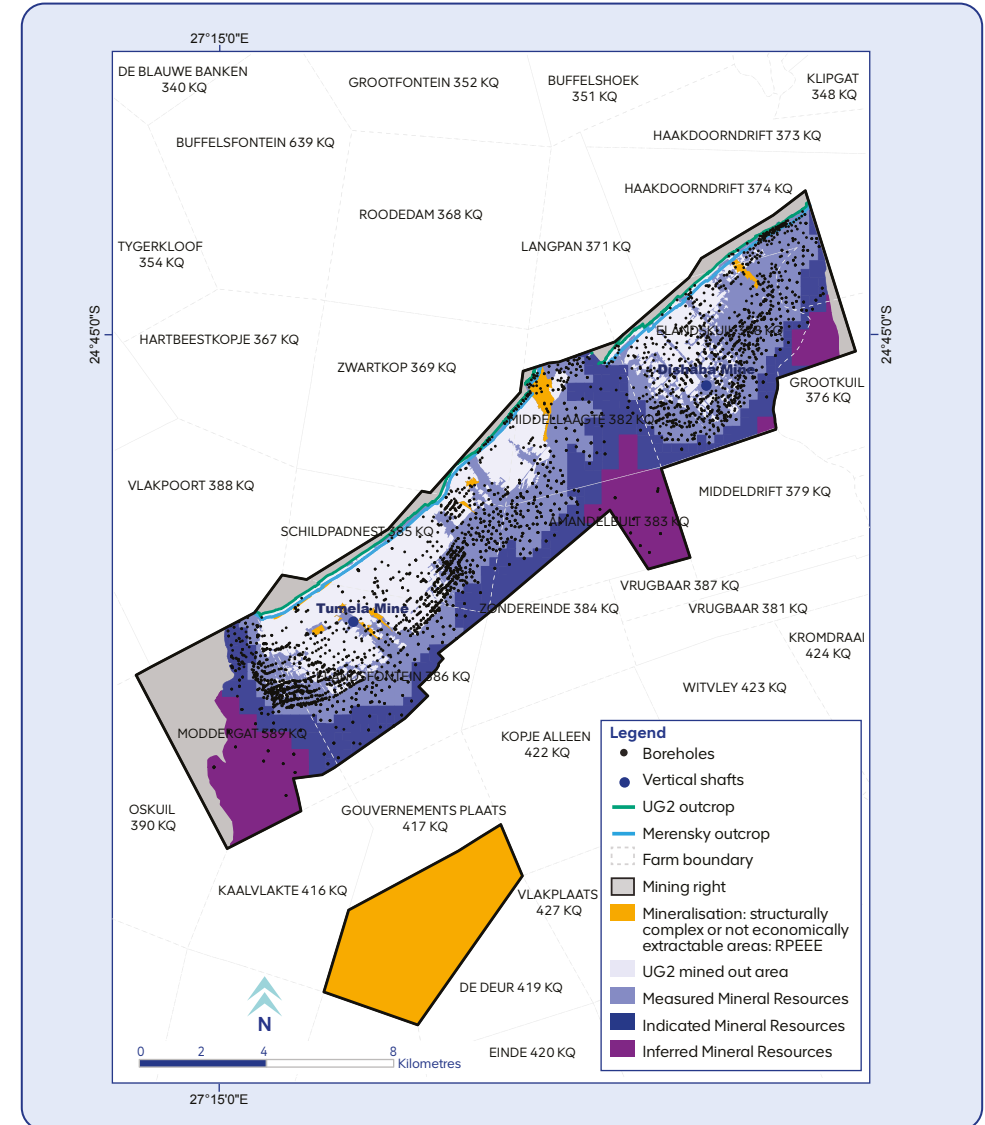 27°15'0"E
DE BLAUWE BANKEN
340 KQ
GROOTFONTEIN 352 KQ
BUFFELSHOEK
351 KQ
KLIPGAT
348 KQ
BUFFELSFONTEIN 639 KQ
HAAKDOORNDRIFT 373 KQ
HAAKDOORNDRIFT 374 KQ
ROODEDAM 368 KQ
TYGERKLOOF
354 KQ
LANGPAN 371 KQ
24°45'0"S
24°45'0"S
HARTBEESTKOPJE 367 KQ
ZWARTKOP 369 KQ
Dishaba Mine
GROOTKUIL
376 KQ
MIDDELLAAGTE 382 KQ
VLAKPOORT 388 KQ
MIDDELDRIFT 379 KQ
SCHILDPADNEST 385 KQ
AMANDELBULT 383 KQ
VRUGBAAR 387 KQ
Tumela Mine
ZONDEREINDE 384 KQ
VRUGBAAR 381 KQ
KROMDRAAI
424 KQ
386 KQ
WITVLEY 423 KQ
MODDERGAT 389 KQ
KOPJE ALLEEN
422 KQ
OSKUIL
390 KQ
GOUVERNEMENTS PLAATS
417 KQ
KAALVLAKTE 416 KQ
VLAKPLAATS
427 KQ
DE DEUR 419 KQ
EINDE 420 KQ
Legend
Boreholes
Vertical shafts
UG2 outcrop
Merensky outcrop
Farm boundary
Mining right
Mineralisation: structurally
complex or not economically
extractable areas: RPEEE
UG2 mined out area
Measured Mineral Resources
Indicated Mineral Resources
Inferred Mineral Resources
N
0 2 4 8
Kilometres
27°15'0"E